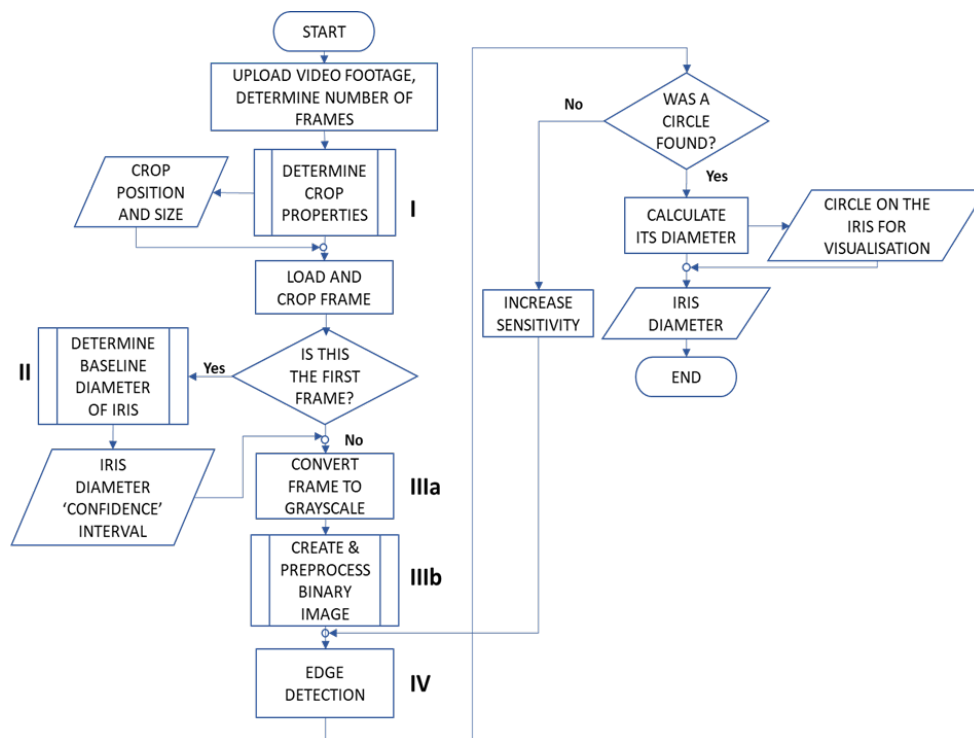 START
UPLOAD VIDEO FOOTAGE,
DETERMINE NUMBER OF
FRAMES
CROP
POSITION
AND SIZE
DETERMINE
CROP
PROPERTIES
I
LOAD AND
CROP FRAME
II
DETERMINE
BASELINE
DIAMETER
OF IRIS
Yes
IS THIS
THE FIRST
FRAME?
No
IRIS
DIAMETER
‘CONFIDENCE’
INTERVAL
CONVERT
FRAME TO
GRAYSCALE
IIIa
CREATE &
PREPROCESS
BINARY
IMAGE
IIIb
EDGE
DETECTION
IV
No
WAS A
CIRCLE
FOUND?
Yes
CALCULATE
ITS DIAMETER
CIRCLE ON THE
IRIS FOR
VISUALISATION
INCREASE
SENSITIVITY
IRIS
DIAMETER
END